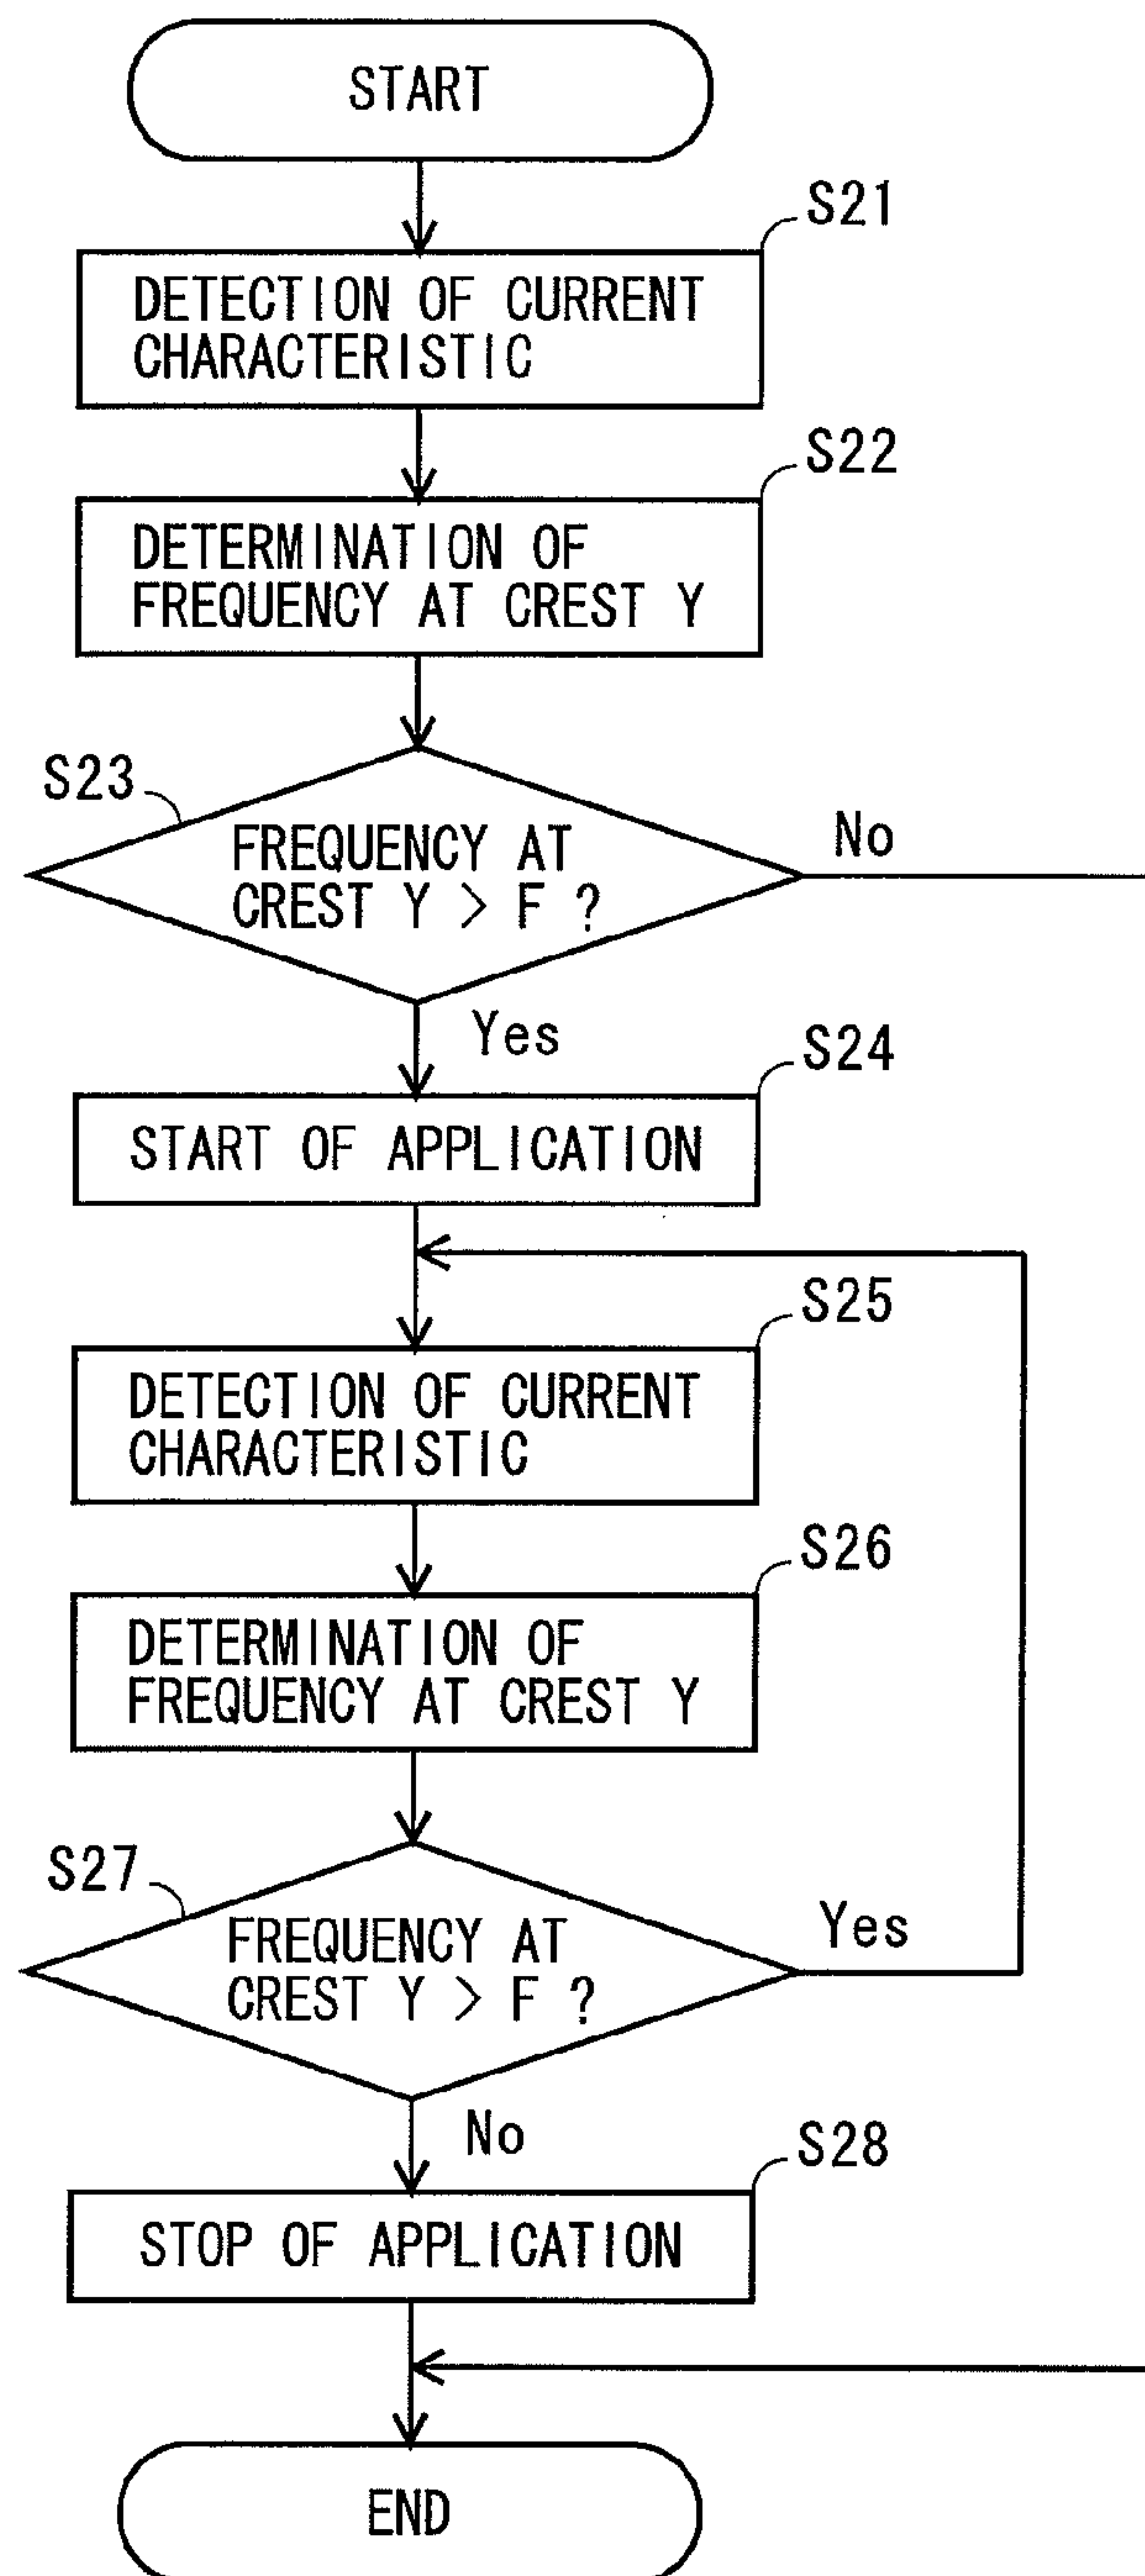 START
S21
DETECTION OF CURRENT
CHARACTERISTIC
S22
DETERMINATION OF
FREQUENCY AT CREST Y
S23
FREQUENCY AT
CREST Y > F ?
No
Yes
S24
START OF APPLICATION
S25
DETECTION OF CURRENT
CHARACTERISTIC
S26
DETERMINATION OF
FREQUENCY AT CREST Y
S27
FREQUENCY AT
CREST Y > F ?
Yes
No
S28
STOP OF APPLICATION
END